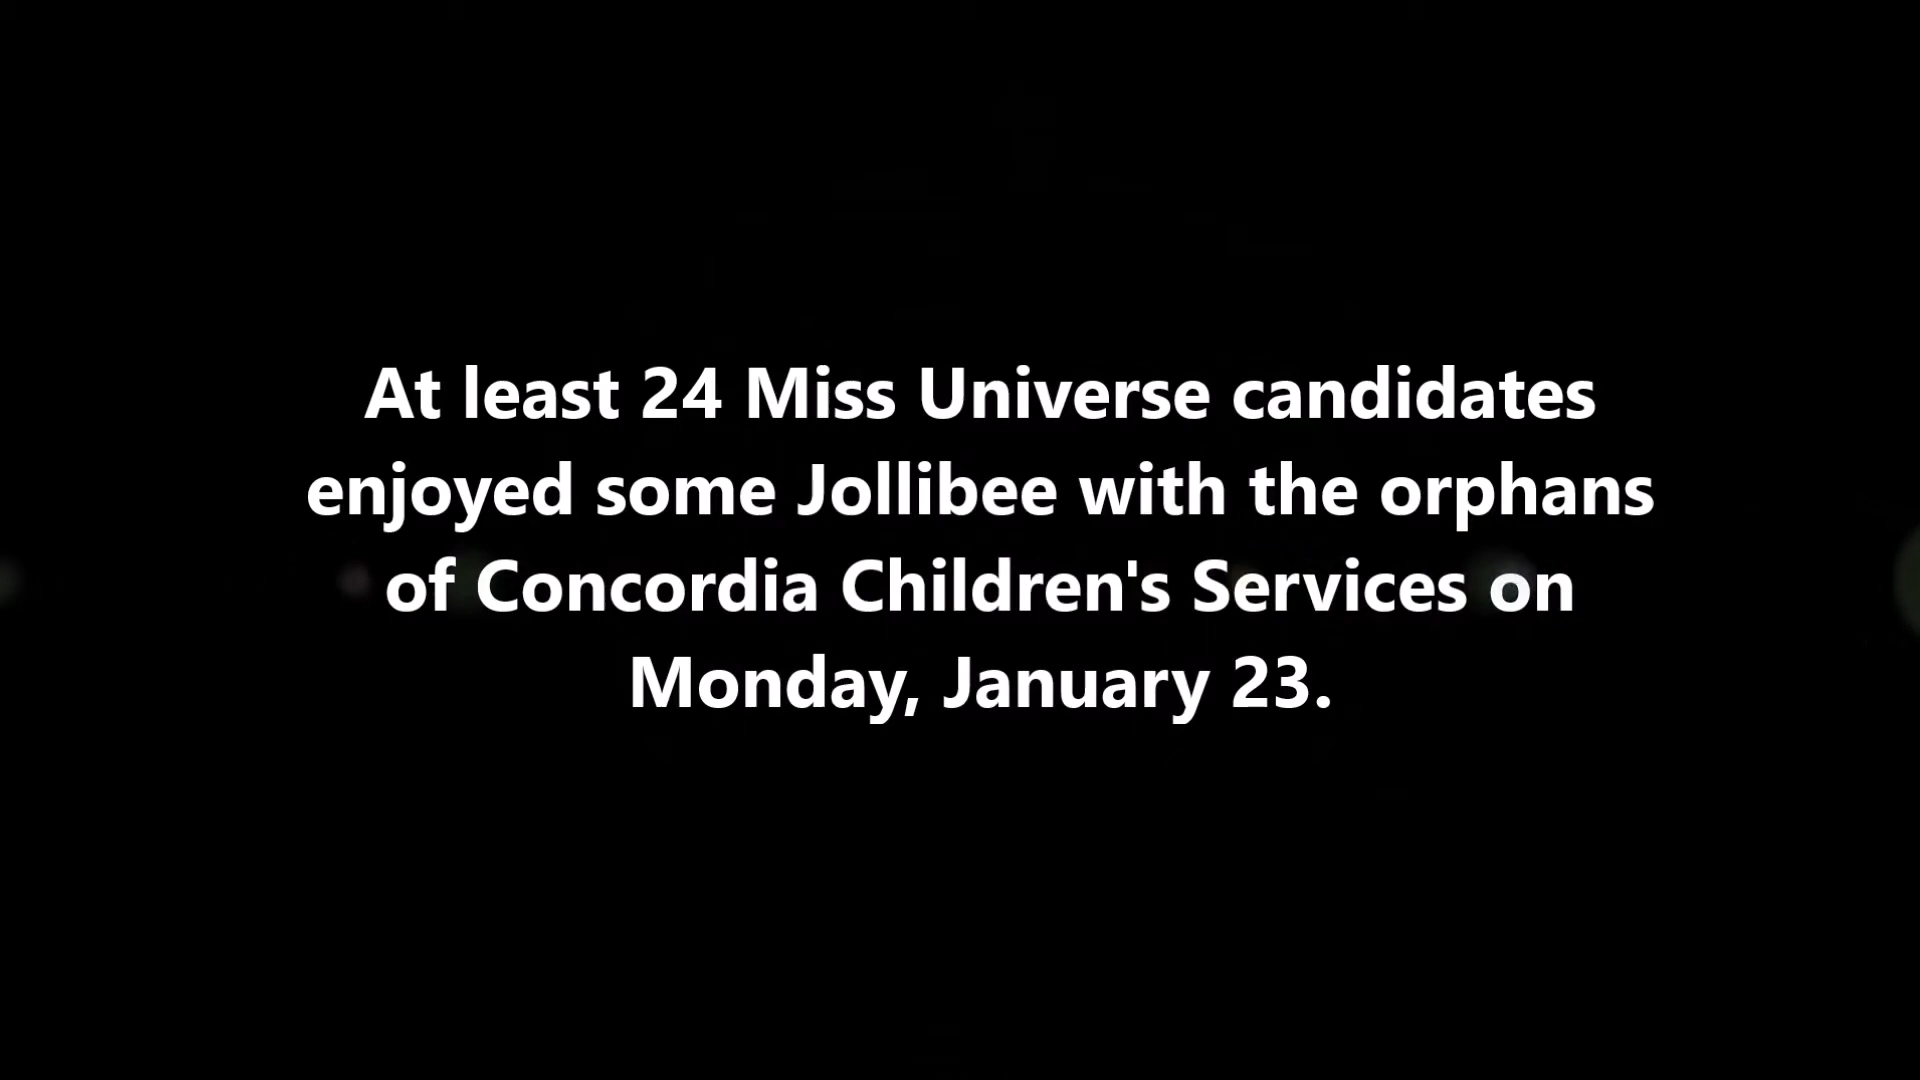 At least 24 Miss Universe candidates
enjoyed some Jollibee with the orphans
of Concordia Children's Services on
Monday, January 23.